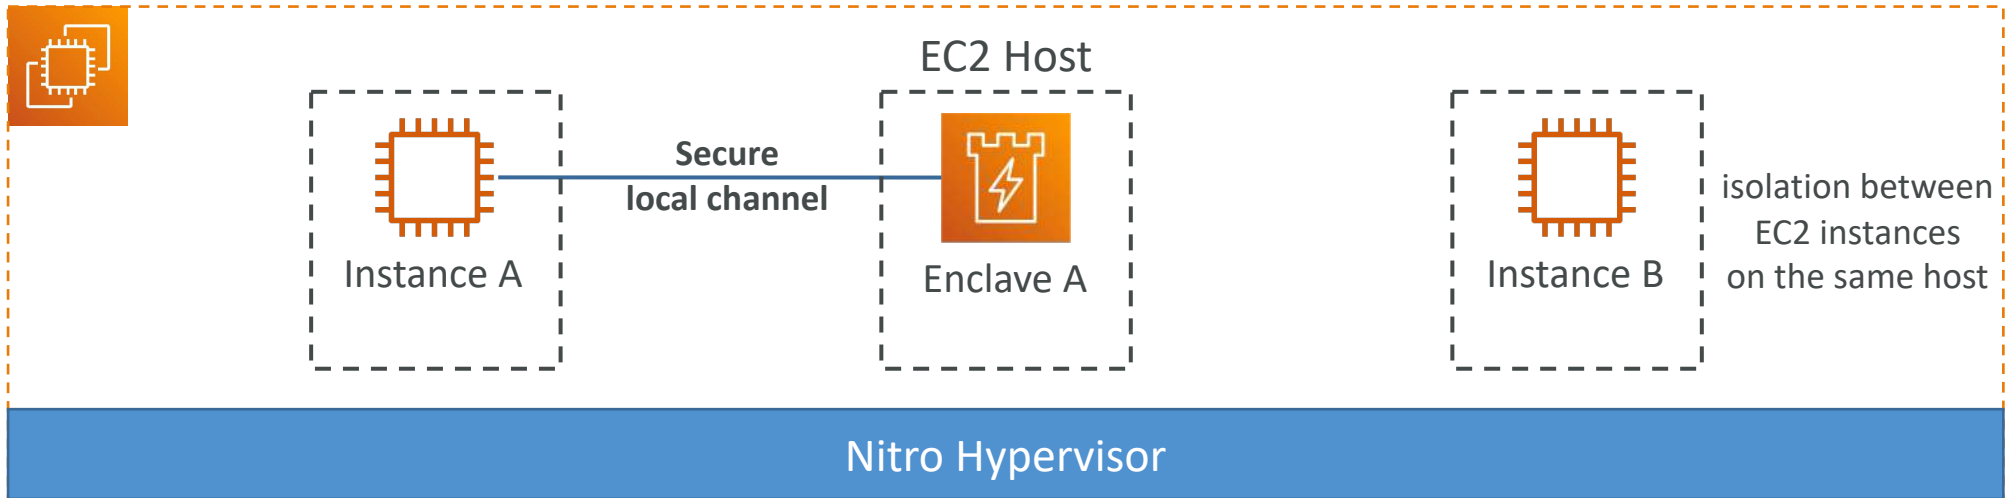 EC2 Host
Secure
local channel
Instance A
Enclave A
Instance B
isolation between
EC2 instances
on the same host
Nitro Hypervisor